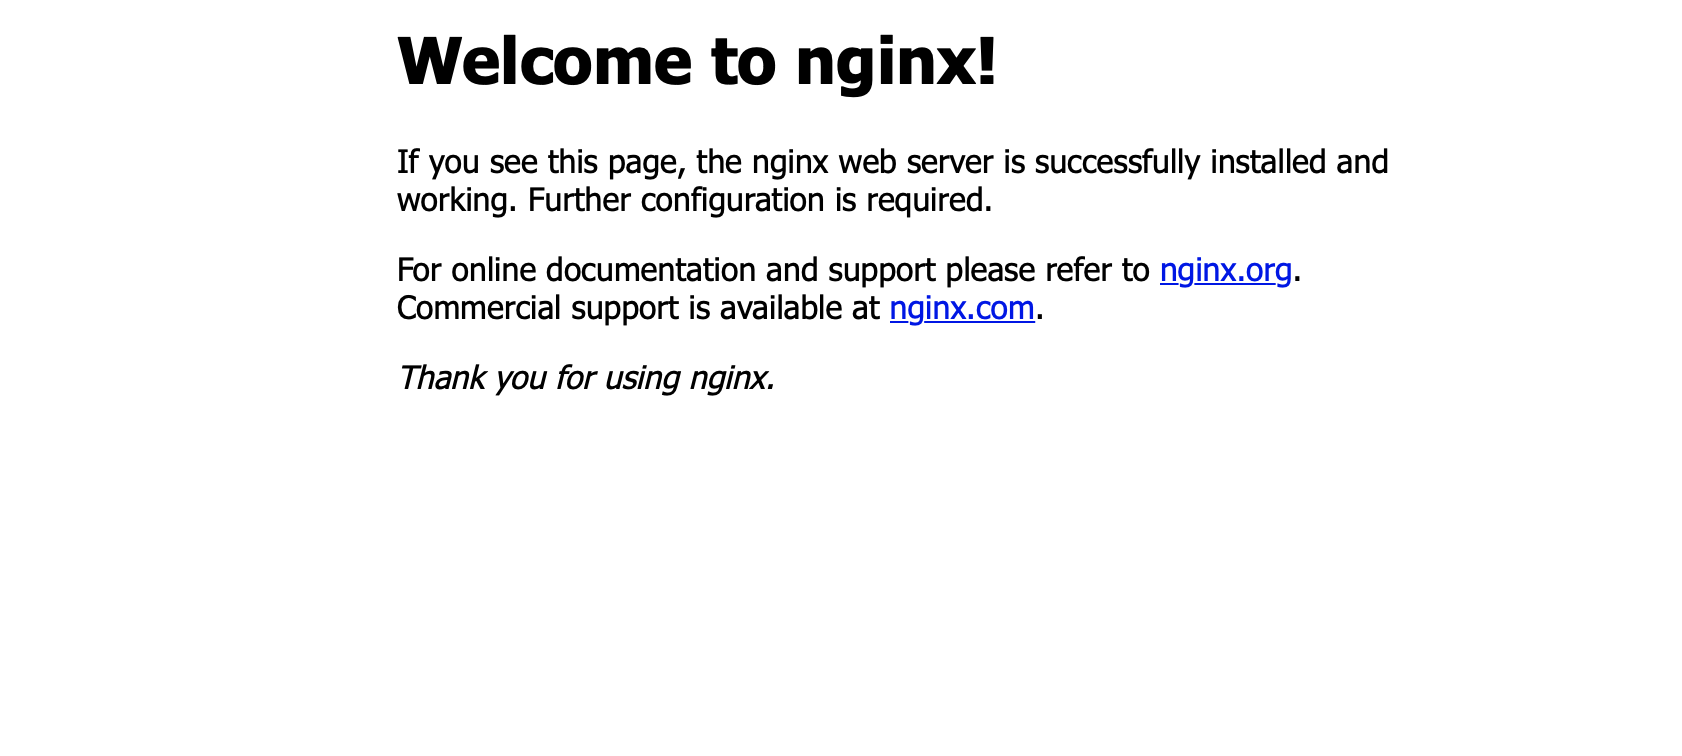 Welcome to nginx!
If you see this page, the nginx web server is successfully installed and
working. Further configuration is required.
For online documentation and support please refer to nginx.org.
Commercial support is available at nginx.com.
Thank you for using nginx.